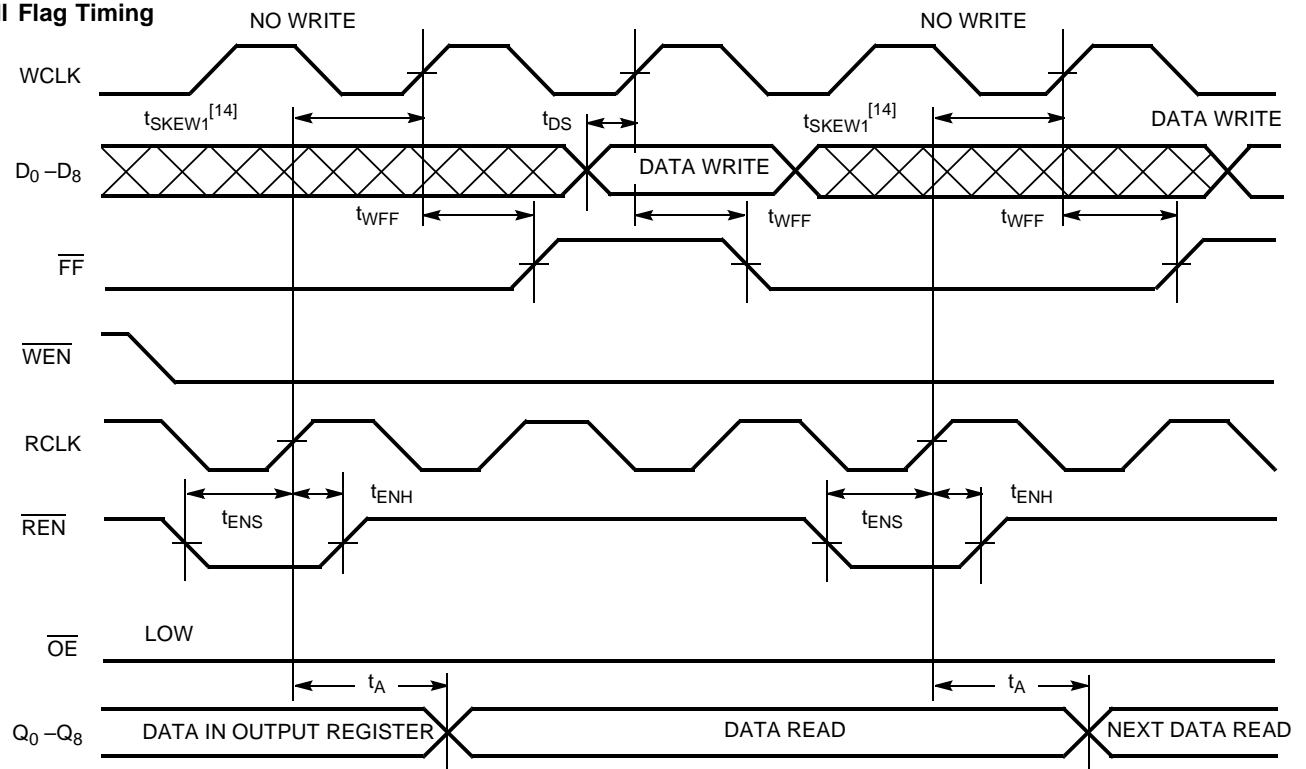 ll Flag Timing
NO WRITE
NO WRITE
WCLK
tSKEW1[14]
tDS
tSKEW1[14]
DATA WRITE
D0 –D8
DATA WRITE
tWFF
tWFF
tWFF
FF
WEN
RCLK
tENS
tENH
tENS
tENH
REN
OE
LOW
tA
tA
Q0 –Q8
DATA IN OUTPUT REGISTER
DATA READ
NEXT DATA READ